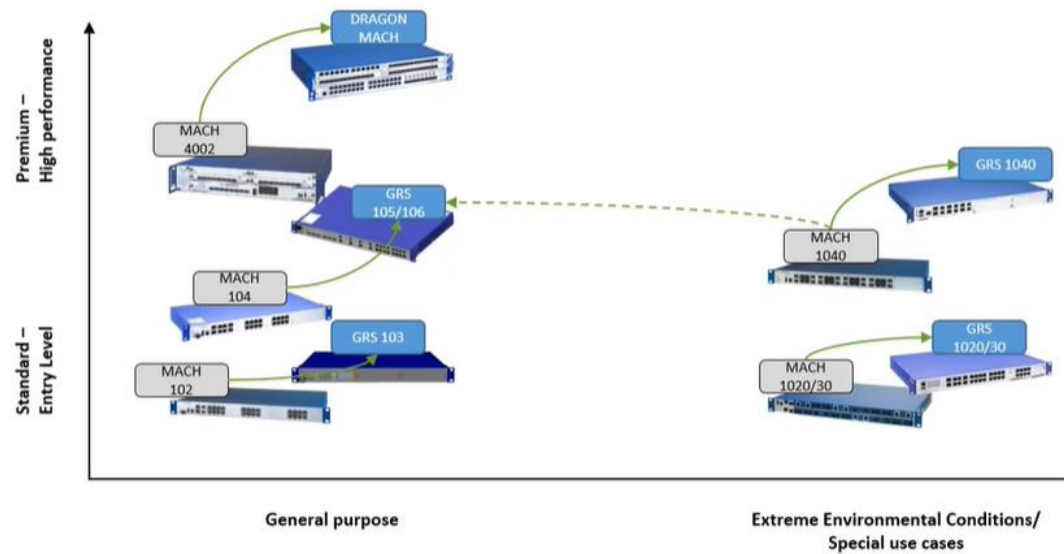 DRAGON
MACH
Premium –
High performance
MACH
4002
GRS
105/106
GRS 1040
MACH
1040
MACH
104
GRS 103
GRS
1020/30
Standard –
Entry Level
MACH
102
MACH
1020/30
General purpose
Extreme Environmental Conditions/
Special use cases